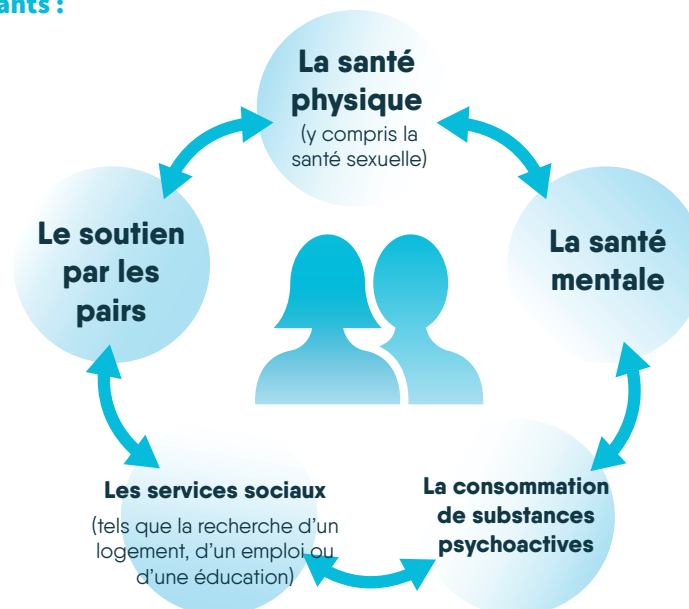 ants :
La santé
physique
(y compris la
santé sexuelle)
La santé
mentale
La consommation
de substances
psychoactives
Les services sociaux
(tels que la recherche d'un
logement, d'un emploi ou
d'une éducation)
Le soutien
par les
pairs